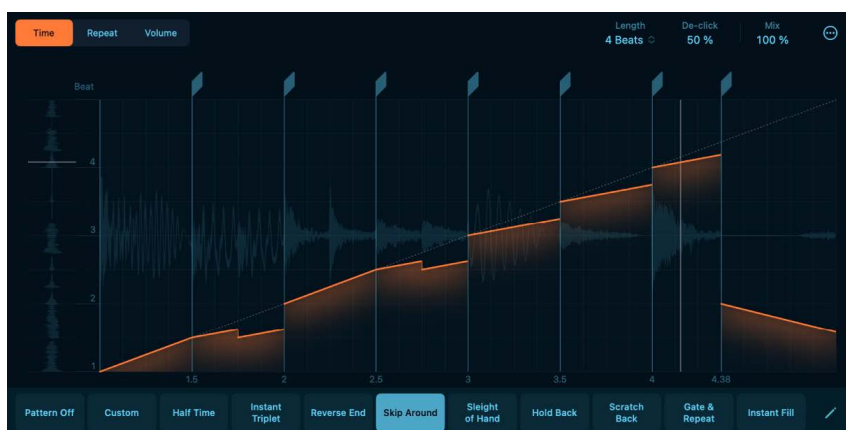 Time Repeat Volume
Length De-click Mix
4 Beats 50 % 100 %
Beat
4
3
2
1
1.5 2 2.5 3 3.5 4 4.38
Pattern Off Custom Half Time Instant Triplet Reverse End Skip Around Sleight of Hand Hold Back Scratch Back Gate & Repeat Instant Fill